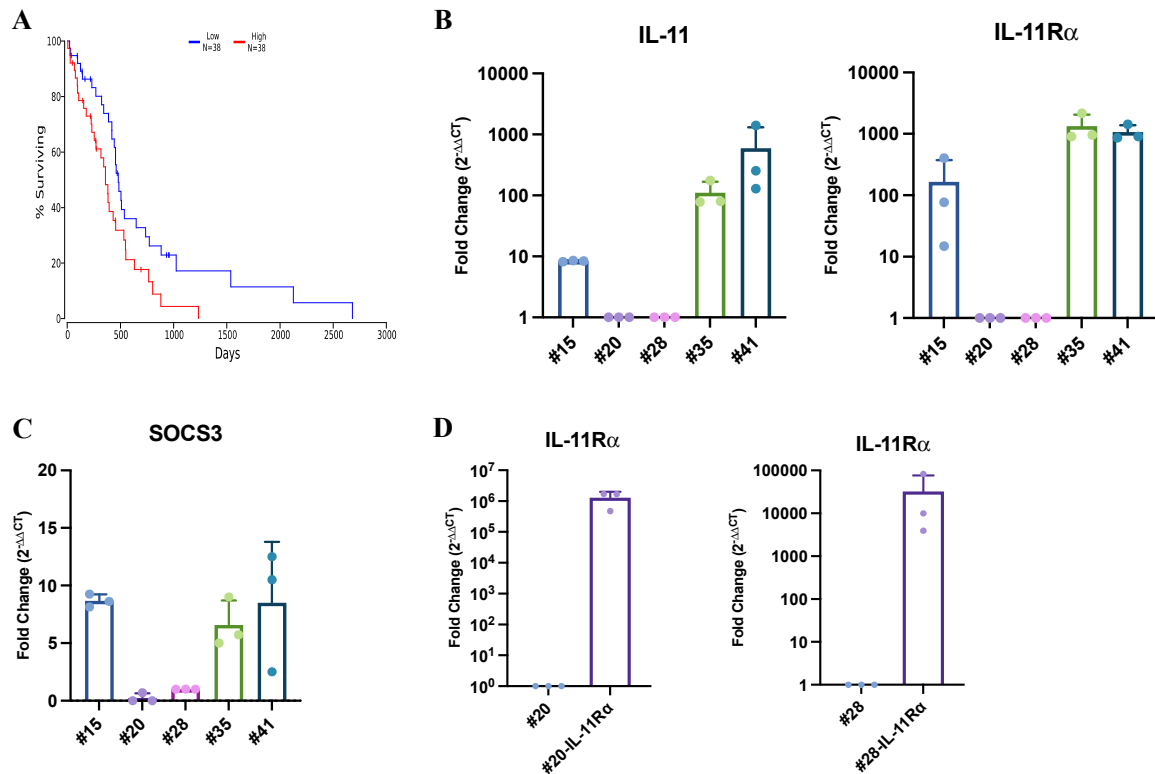 A
Low
N=38
High
N=38
100
80
60
40
20
0
% Surviving
0 500 1000 1500 2000 2500 3000
Days
B
IL-11
10000
1000
100
10
1
Fold Change (2-ΔΔCT)
#15 #20 #28 #35 #41
IL-11Rα
10000
1000
100
10
1
Fold Change (2-ΔΔCT)
#15 #20 #28 #35 #41
C
SOCS3
20
15
10
5
0
Fold Change (2-ΔΔCT)
#15 #20 #28 #35 #41
D
IL-11Rα
10⁷
10⁶
10⁵
10⁴
10³
10²
10¹
10⁰
Fold Change (2-ΔΔCT)
#20 #20-IL-11Rα
IL-11Rα
100000
10000
1000
100
10
1
Fold Change (2-ΔΔCT)
#28 #28-IL-11Rα